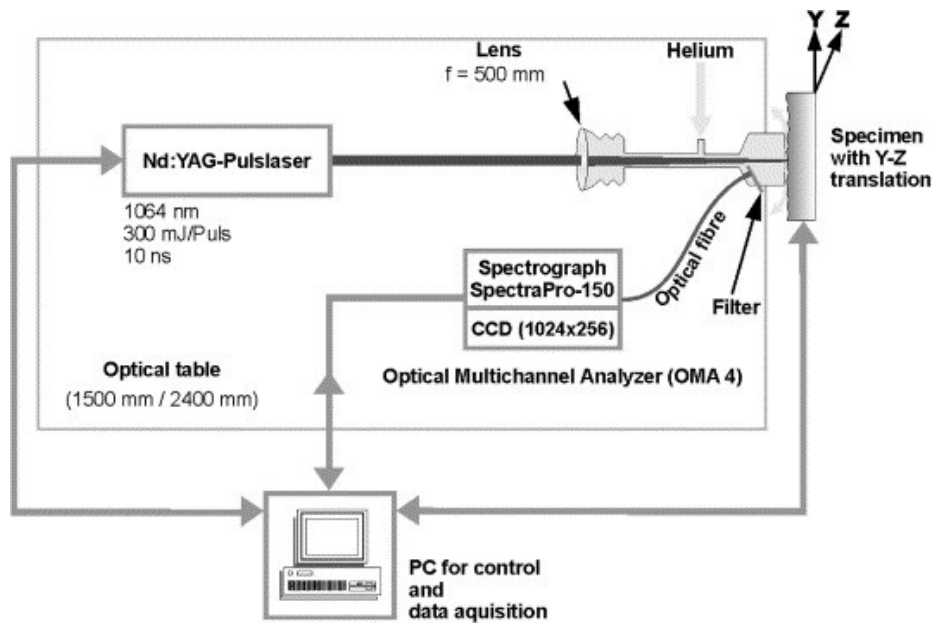 Y Z
Lens
f = 500 mm
Helium
Nd:YAG-Pulslaser
1064 nm
300 mJ/Puls
10 ns
Specimen
with Y-Z
translation
Optical fibre
Filter
Spectrograph
SpectraPro-150
CCD (1024x256)
Optical Multichannel Analyzer (OMA 4)
Optical table
(1500 mm / 2400 mm)
PC for control
and
data aquisition